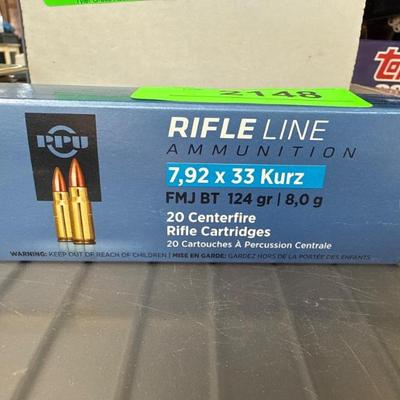 2148
PPU
RIFLE LINE
AMMUNITION
7,92 x 33 Kurz
FMJ BT 124 gr | 8,0 g
20 Centerfire
Rifle Cartridges
20 Cartouches À Percussion Centrale
WARNING: KEEP OUT OF REACH OF CHILDREN | MISE EN GARDE: GARDEZ HORS DE LA PORTÉE DES ENFANTS